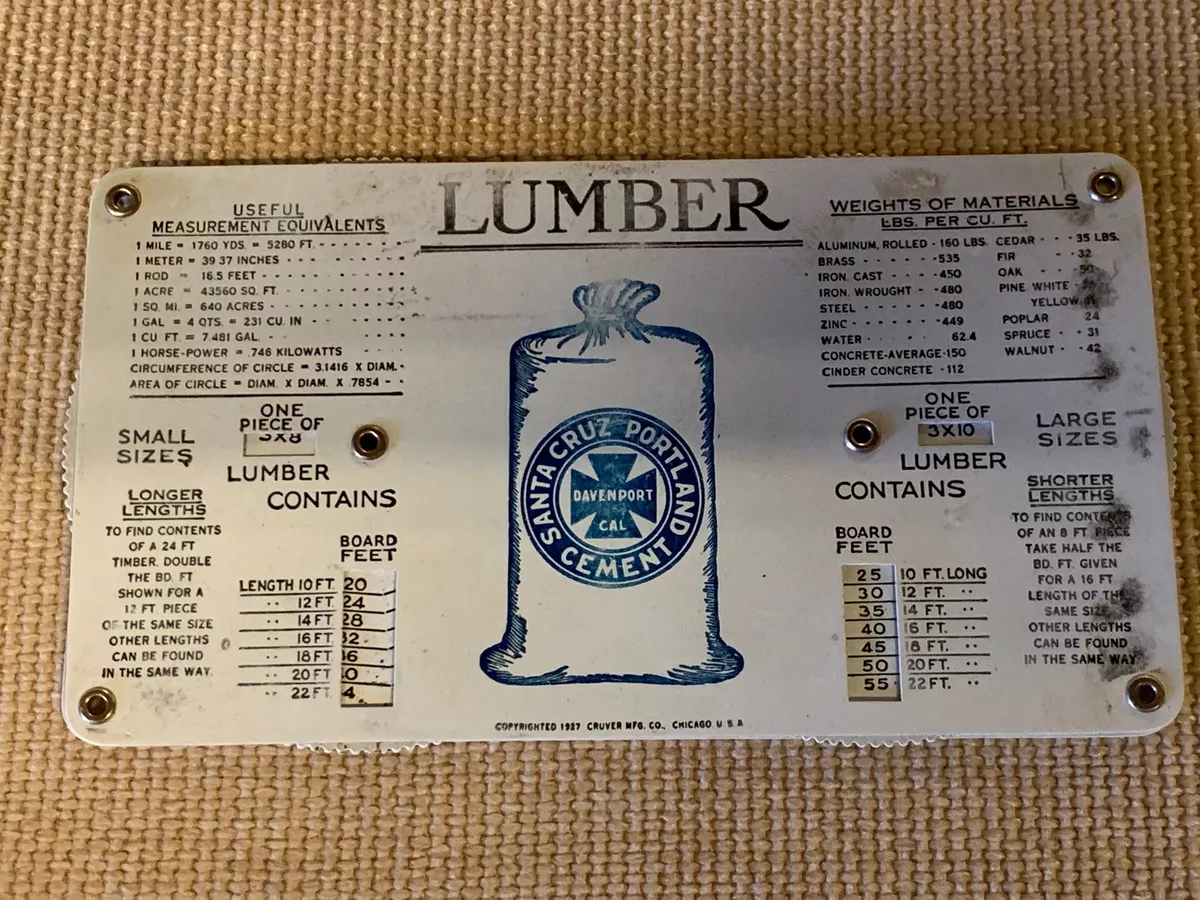 LUMBER
USEFUL
MEASUREMENT EQUIVALENTS
1 MILE = 1760 YDS. = 5280 FT.
1 METER = 39.37 INCHES
1 ROD = 16.5 FEET
1 ACRE = 43560 SQ. FT.
1 SQ. MI. = 640 ACRES
1 GAL = 4 QTS. = 231 CU. IN
1 CU FT. = 7.481 GAL.
1 HORSE-POWER = .746 KILOWATTS
CIRCUMFERENCE OF CIRCLE = 3.1416 X DIAM.
AREA OF CIRCLE = DIAM. X DIAM. X .7854
SMALL
SIZES
ONE
PIECE OF
3X8
LUMBER
CONTAINS
LONGER
LENGTHS
TO FIND CONTENTS
OF A 24 FT
TIMBER, DOUBLE
THE BD. FT
SHOWN FOR A
12 FT. PIECE
OF THE SAME SIZE
OTHER LENGTHS
CAN BE FOUND
IN THE SAME WAY.
BOARD
FEET
LENGTH 10 FT. 20
" 12 FT. 24
" 14 FT. 28
" 16 FT. 32
" 18 FT 36
" 20 FT
" 22 FT
SANTA CRUZ PORTLAND CEMENT
DAVENPORT
CAL
COPYRIGHTED 1927 CRUVER MFG. CO., CHICAGO U.S.A
WEIGHTS OF MATERIALS
LBS. PER CU. FT.
ALUMINUM, ROLLED - 160 LBS. CEDAR - - - 35 LBS.
BRASS - 535 FIR - 32
IRON, CAST - 450 OAK - 50
IRON, WROUGHT - 480 PINE, WHITE
STEEL - 480 YELLOW
ZINC - 449 POPLAR 24
WATER - 62.4 SPRUCE - 31
CONCRETE-AVERAGE-150 WALNUT - 42
CINDER CONCRETE - 112
ONE
PIECE OF
3X10
LUMBER
CONTAINS
LARGE
SIZES
BOARD
FEET
25 10 FT. LONG
30 12 FT. "
35 14 FT. "
40 16 FT. "
45 18 FT. "
50 20 FT. "
55 22 FT. "
SHORTER
LENGTHS
TO FIND CONTENTS
OF AN 8 FT. PIECE
TAKE HALF THE
BD. FT. GIVEN
FOR A 16 FT
LENGTH OF THE
SAME SIZE
OTHER LENGTHS
CAN BE FOUND
IN THE SAME WAY